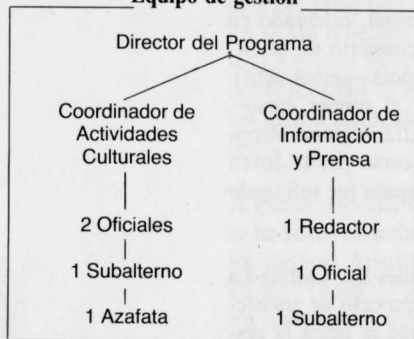 Equipo de gestión
Director del Programa
Coordinador de
Actividades
Culturales
2 Oficiales
1 Subalterno
1 Azafata
Coordinador de
Información
y Prensa
1 Redactor
1 Oficial
1 Subalterno